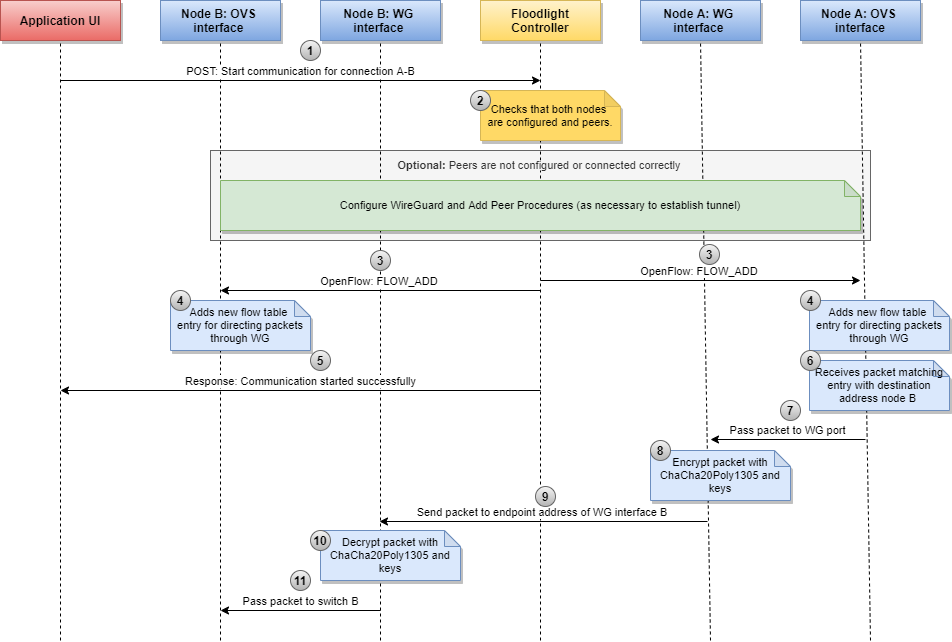 Application UI
Node B: OVS
interface
Node B: WG
interface
Floodlight
Controller
Node A: WG
interface
Node A: OVS
interface
1
POST: Start communication for connection A-B
2
Checks that both nodes
are configured and peers.
Optional: Peers are not configured or connected correctly
Configure WireGuard and Add Peer Procedures (as necessary to establish tunnel)
3
OpenFlow: FLOW_ADD
3
OpenFlow: FLOW_ADD
4
Adds new flow table
entry for directing packets
through WG
4
Adds new flow table
entry for directing packets
through WG
5
Response: Communication started successfully
6
Receives packet matching
entry with destination
address node B
7
Pass packet to WG port
8
Encrypt packet with
ChaCha20Poly1305 and
keys
9
Send packet to endpoint address of WG interface B
10
Decrypt packet with
ChaCha20Poly1305 and
keys
11
Pass packet to switch B